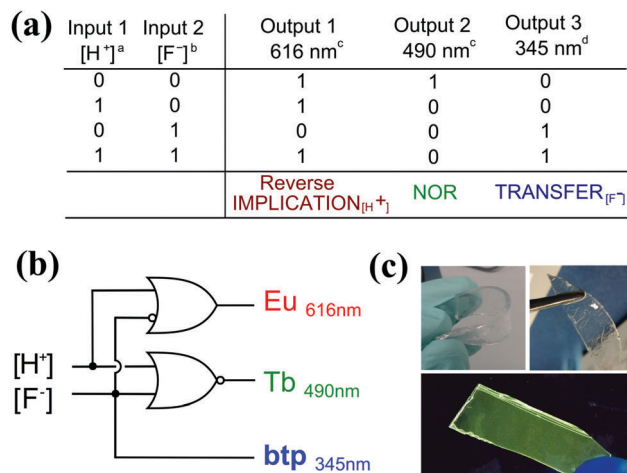 (a)
Input 1 Input 2 Output 1 Output 2 Output 3
[H⁺]ᵃ [F⁻]ᵇ 616 nmᶜ 490 nmᶜ 345 nmᵈ
0 0 1 1 0
1 0 1 0 0
0 1 0 0 1
1 1 1 0 1
Reverse
IMPLICATION[H⁺] NOR TRANSFER[F⁻]
(b)
Eu 616nm
[H⁺]
[F⁻]
Tb 490nm
btp 345nm
(c)